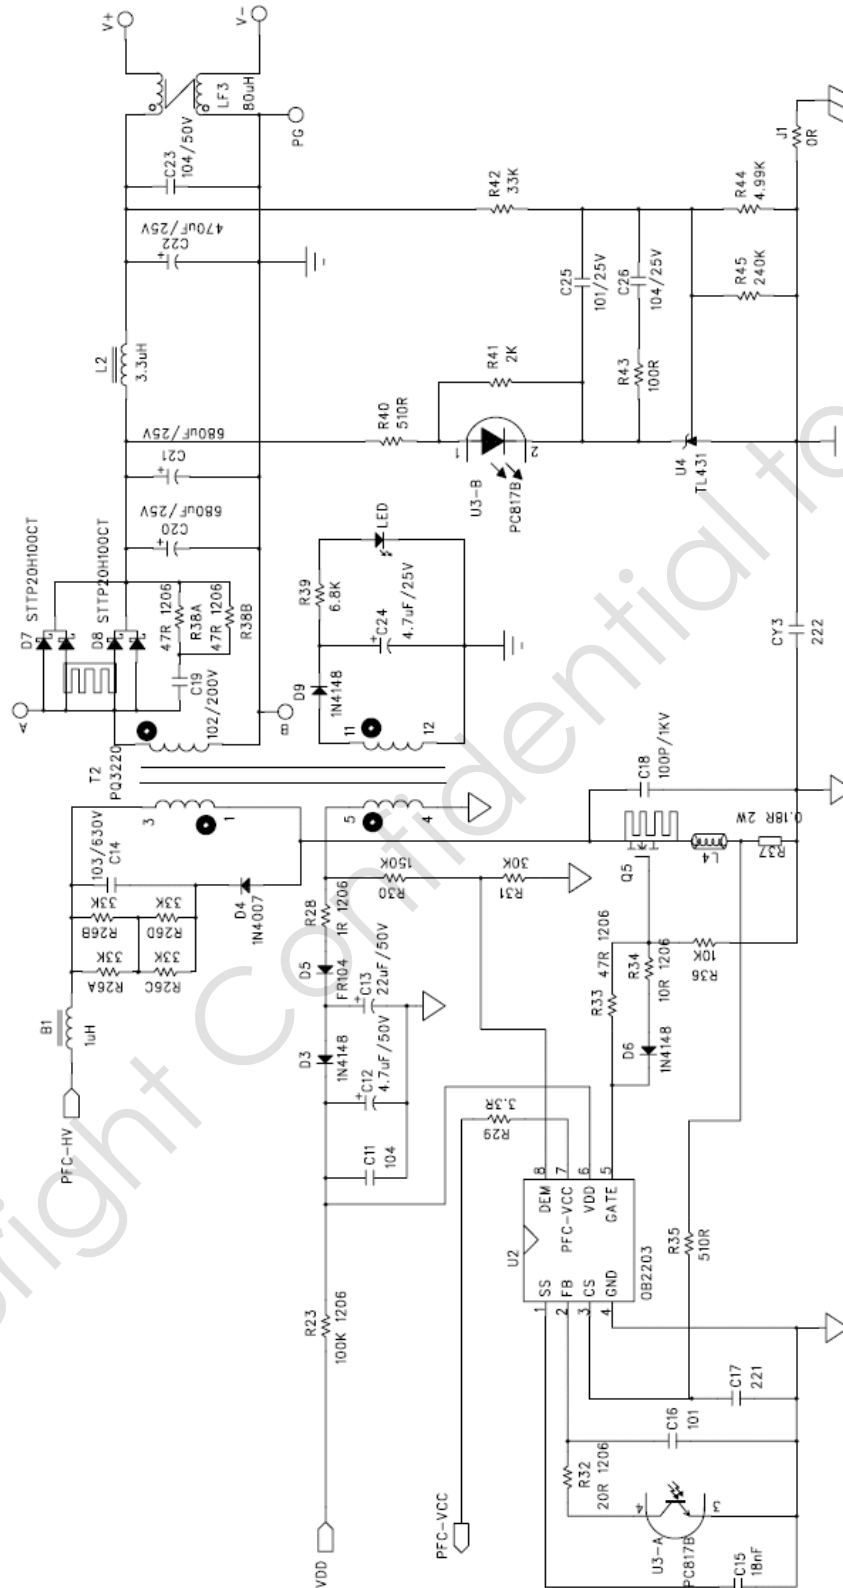 V+
V-
LF3
80uH
PG
C23
104/50V
C22
470uF/25V
L2
3.3uH
C21
680uF/25V
C20
680uF/25V
D7
STTP20H100CT
D8
STTP20H100CT
47R 1206
R38A
47R 1206
R38B
C19
102/200V
A
B
T2
PQ3220
R42
33K
C25
101/25V
C26
104/25V
R43
100R
R44
4.99K
R45
240K
J1
0R
R41
2K
R40
510R
1
2
U3-B
PC817B
U4
TL431
LED
R39
6.8K
C24
4.7uF/25V
D9
1N4148
11
12
CY3
222
3
1
5
4
103/630V
C14
33K
R26B
33K
R26D
33K
R26A
33K
R26C
D4
1N4007
B1
1uH
PFC-HV
R28
1R 1206
150K
R30
30K
R31
D5
FR104
C13
22uF/50V
D3
1N4148
C12
4.7uF/50V
C11
104
C18
100P/1KV
Q5
L4
0.18R 2W
R37
R33
47R 1206
R34
10R 1206
10K
R36
D6
1N4148
3.3R
R29
U2
OB2203
8
DEM
7
PFC-VCC
6
VDD
5
GATE
1
SS
2
FB
3
CS
4
GND
R35
510R
R23
100K 1206
VDD
PFC-VCC
C17
221
C16
101
R32
20R 1206
4
3
U3-A
PC817B
C15
18nF
right Confidential to